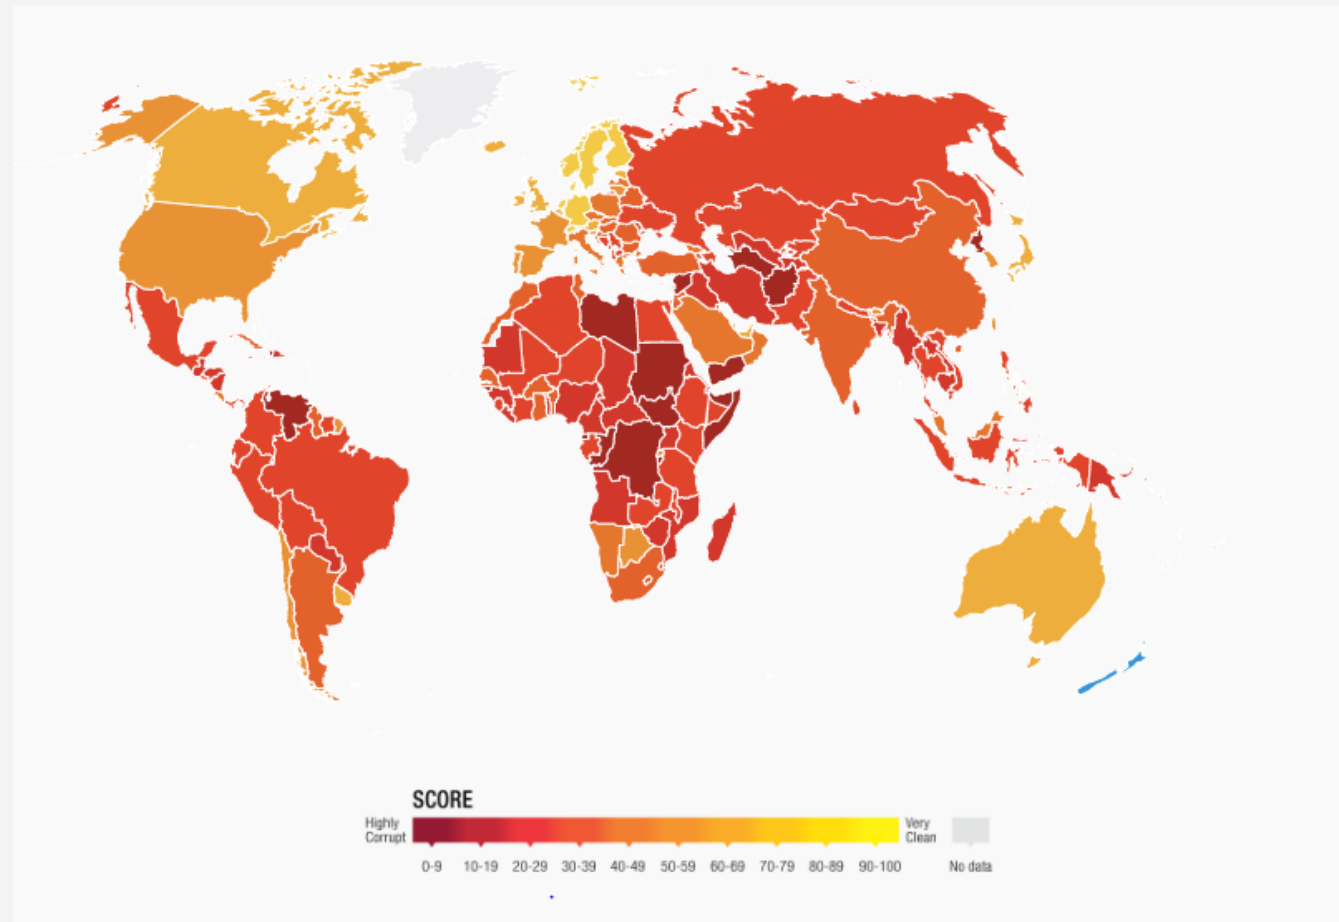 SCORE
Highly
Corrupt
Very
Clean
0-9 10-19 20-29 30-39 40-49 50-59 60-69 70-79 80-89 90-100 No data